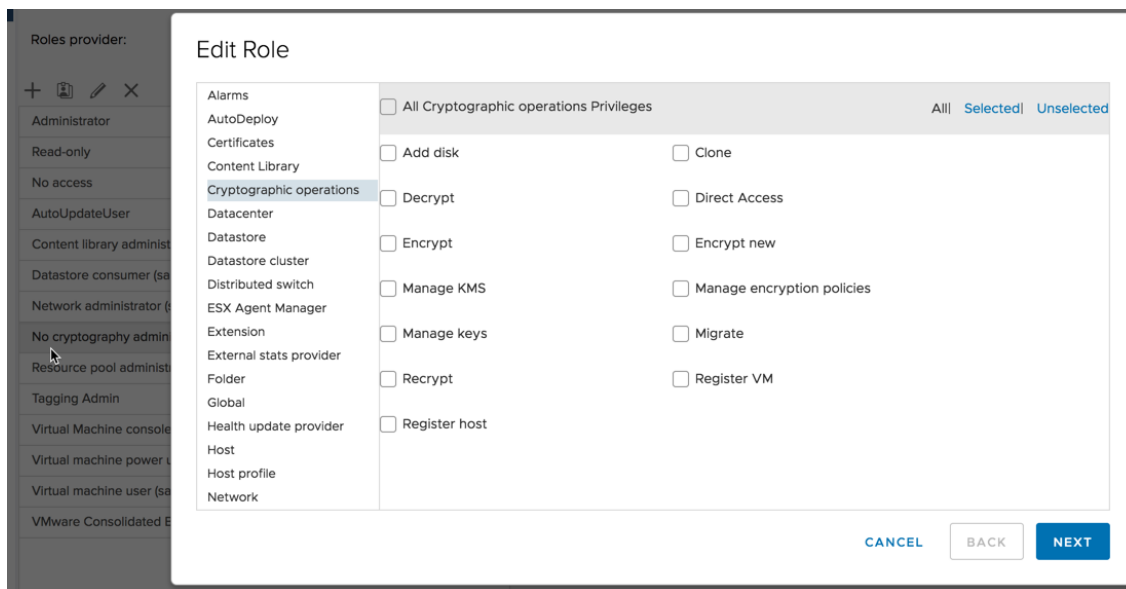 Roles provider:
Administrator
Read-only
No access
AutoUpdateUser
Content library administ
Datastore consumer (sa
Network administrator (
No cryptography admin
Resource pool administ
Tagging Admin
Virtual Machine console
Virtual machine power u
Virtual machine user (sa
VMware Consolidated E
Edit Role
Alarms
AutoDeploy
Certificates
Content Library
Cryptographic operations
Datacenter
Datastore
Datastore cluster
Distributed switch
ESX Agent Manager
Extension
External stats provider
Folder
Global
Health update provider
Host
Host profile
Network
All Cryptographic operations Privileges
All| Selected| Unselected
Add disk Clone
Decrypt Direct Access
Encrypt Encrypt new
Manage KMS Manage encryption policies
Manage keys Migrate
Recrypt Register VM
Register host
CANCEL BACK NEXT